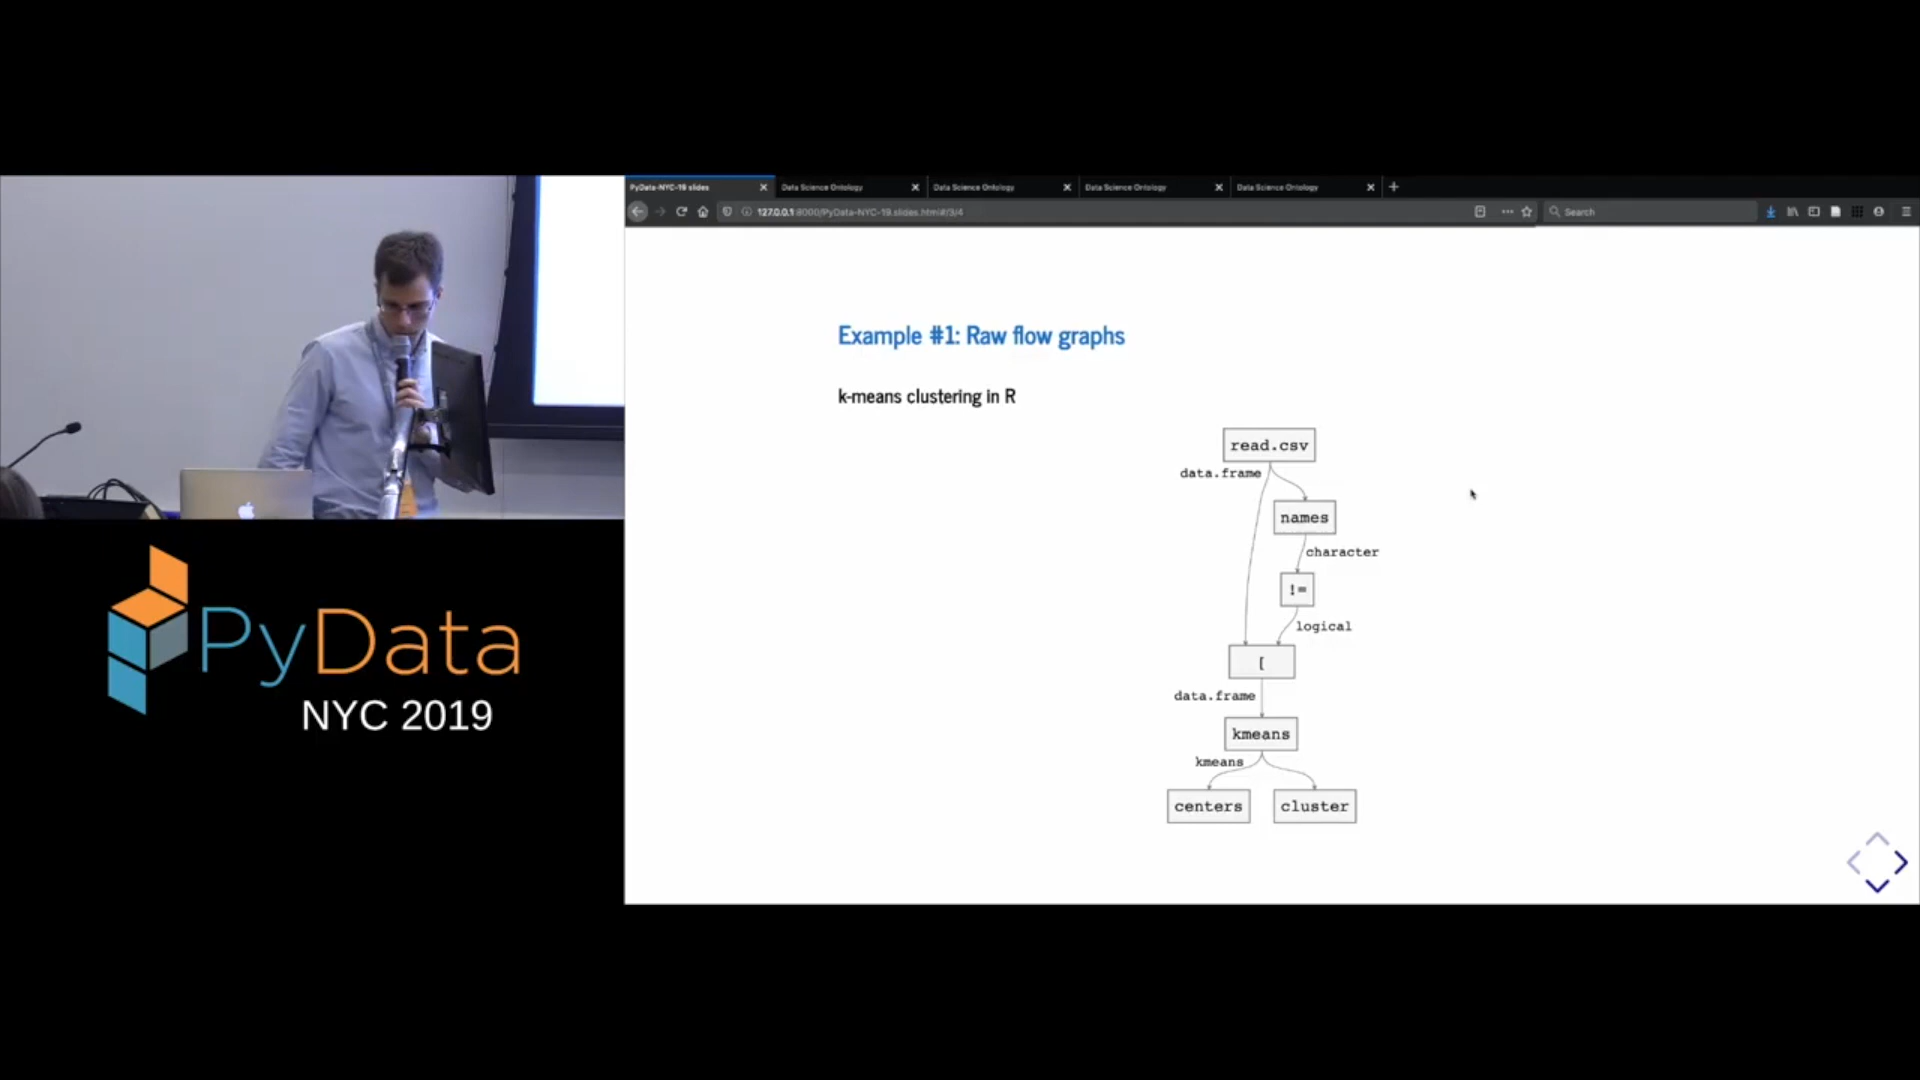 PyData-NYC-19 slides
Data Science Ontology
Data Science Ontology
Data Science Ontology
Data Science Ontology
127.0.0.1:8000/PyData-NYC-19.slides.html#/3/4
Search
Example #1: Raw flow graphs
k-means clustering in R
read.csv
data.frame
names
character
!=
logical
[
data.frame
kmeans
kmeans
centers
cluster
PyData
NYC 2019